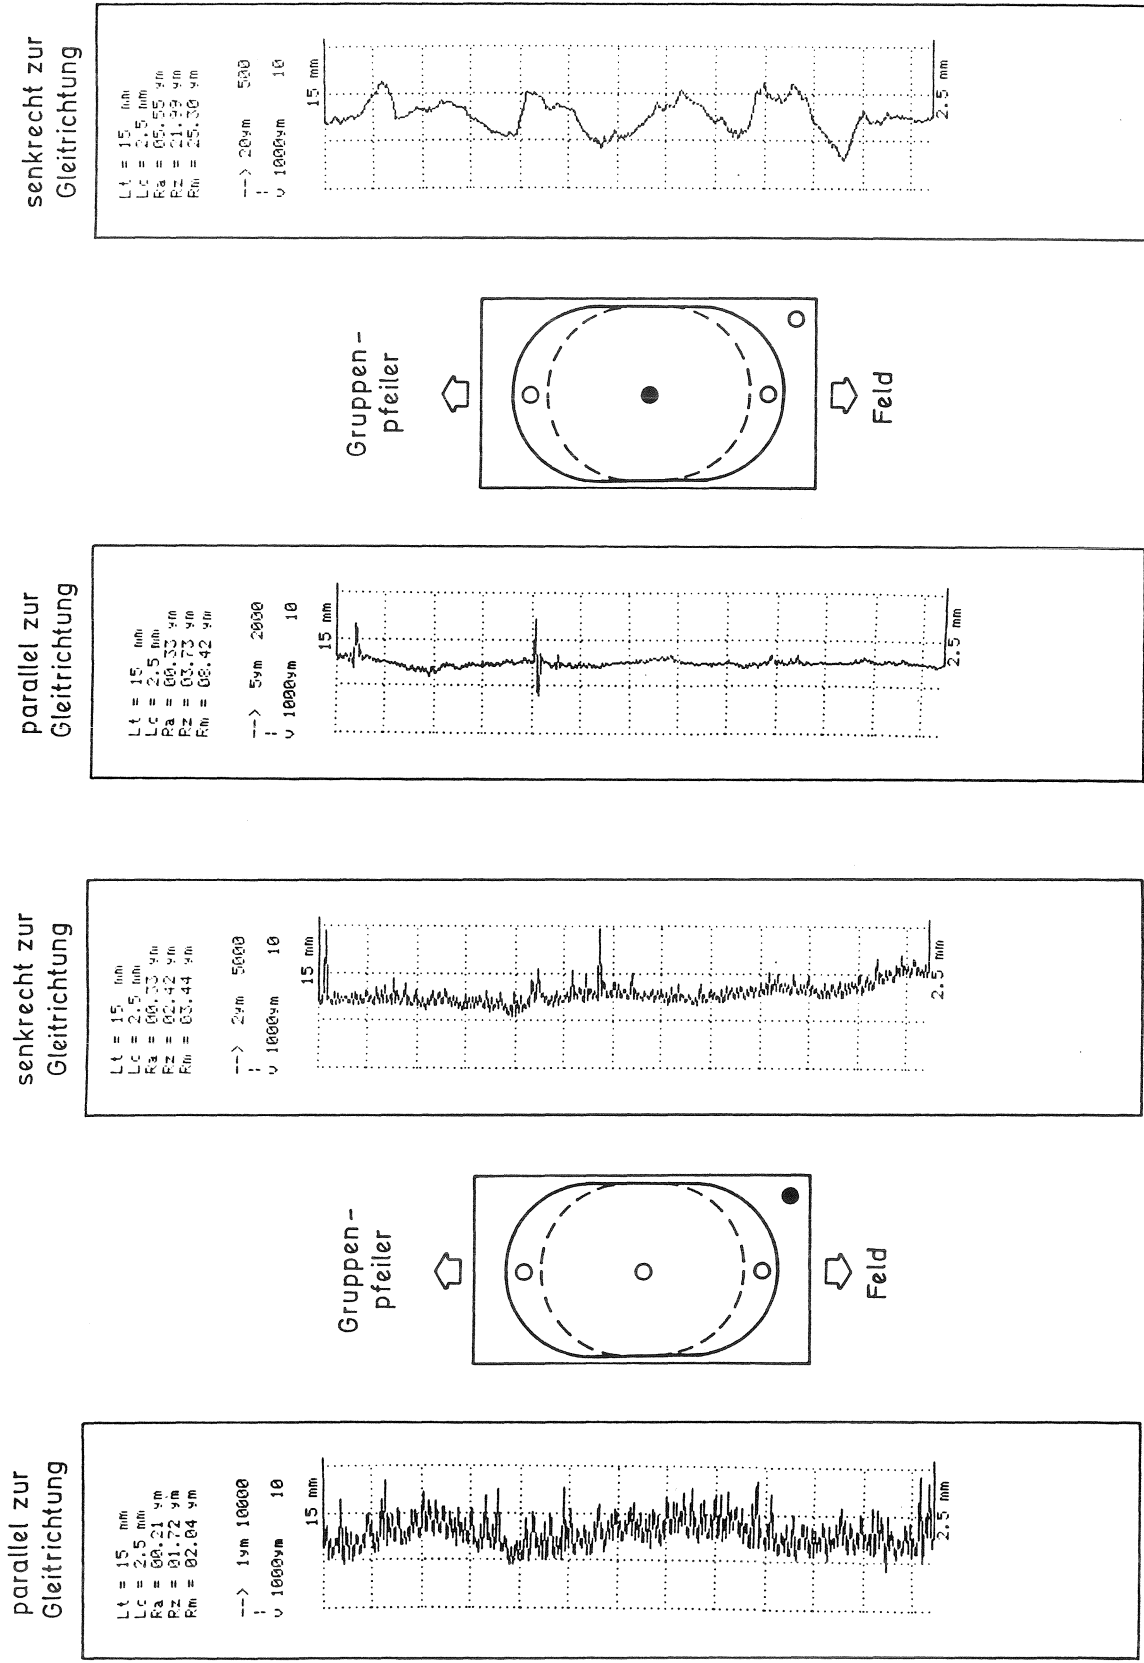 parallel zur
Gleitrichtung
Lt = 15 mm
Lc = 2.5 mm
Ra = 00.21 ym
Rz = 01.72 ym
Rm = 02.04 ym
--> 1ym 10000
v 1000ym 10
15 mm
2.5 mm
Gruppen-
pfeiler
Feld
senkrecht zur
Gleitrichtung
Lt = 15 mm
Lc = 2.5 mm
Ra = 00.33 ym
Rz = 02.42 ym
Rm = 03.44 ym
--> 2ym 5000
v 1000ym 10
15 mm
2.5 mm
parallel zur
Gleitrichtung
Lt = 15 mm
Lc = 2.5 mm
Ra = 00.33 ym
Rz = 03.73 ym
Rm = 08.42 ym
--> 5ym 2000
v 1000ym 10
15 mm
2.5 mm
Gruppen-
pfeiler
Feld
senkrecht zur
Gleitrichtung
Lt = 15 mm
Lc = 2.5 mm
Ra = 05.55 ym
Rz = 21.99 ym
Rm = 25.30 ym
--> 20ym 500
v 1000ym 10
15 mm
2.5 mm